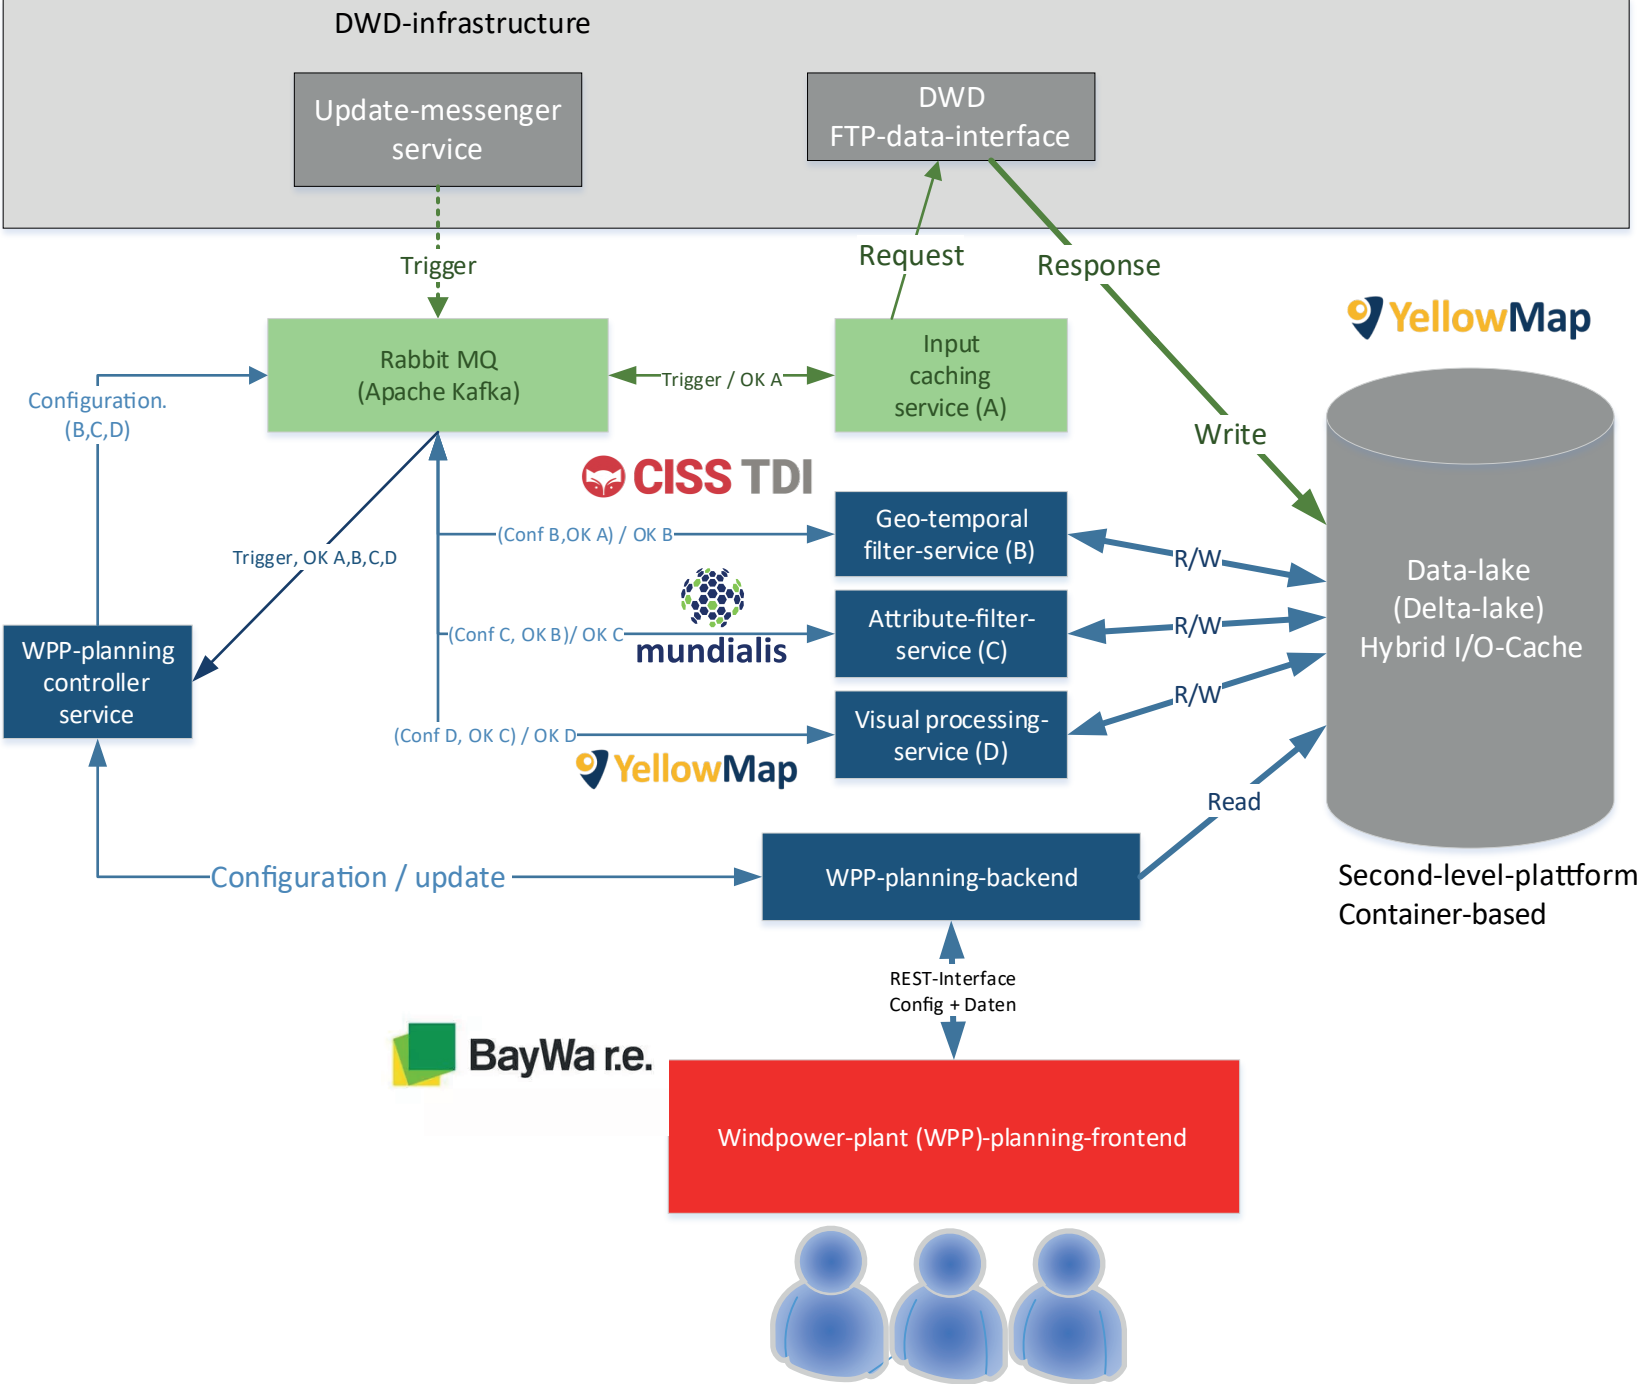 DWD-infrastructure
Update-messenger
service
DWD
FTP-data-interface
Trigger
Request
Response
YellowMap
Rabbit MQ
(Apache Kafka)
Trigger / OK A
Input
caching
service (A)
Configuration.
(B,C,D)
Write
CISS TDI
Trigger, OK A,B,C,D
(Conf B,OK A) / OK B
Geo-temporal
filter-service (B)
R/W
Data-lake
(Delta-lake)
Hybrid I/O-Cache
(Conf C, OK B)/ OK C
mundialis
Attribute-filter-
service (C)
R/W
WPP-planning
controller
service
(Conf D, OK C) / OK D
YellowMap
Visual processing-
service (D)
R/W
Read
Configuration / update
WPP-planning-backend
Second-level-plattform
Container-based
REST-Interface
Config + Daten
BayWa r.e.
Windpower-plant (WPP)-planning-frontend